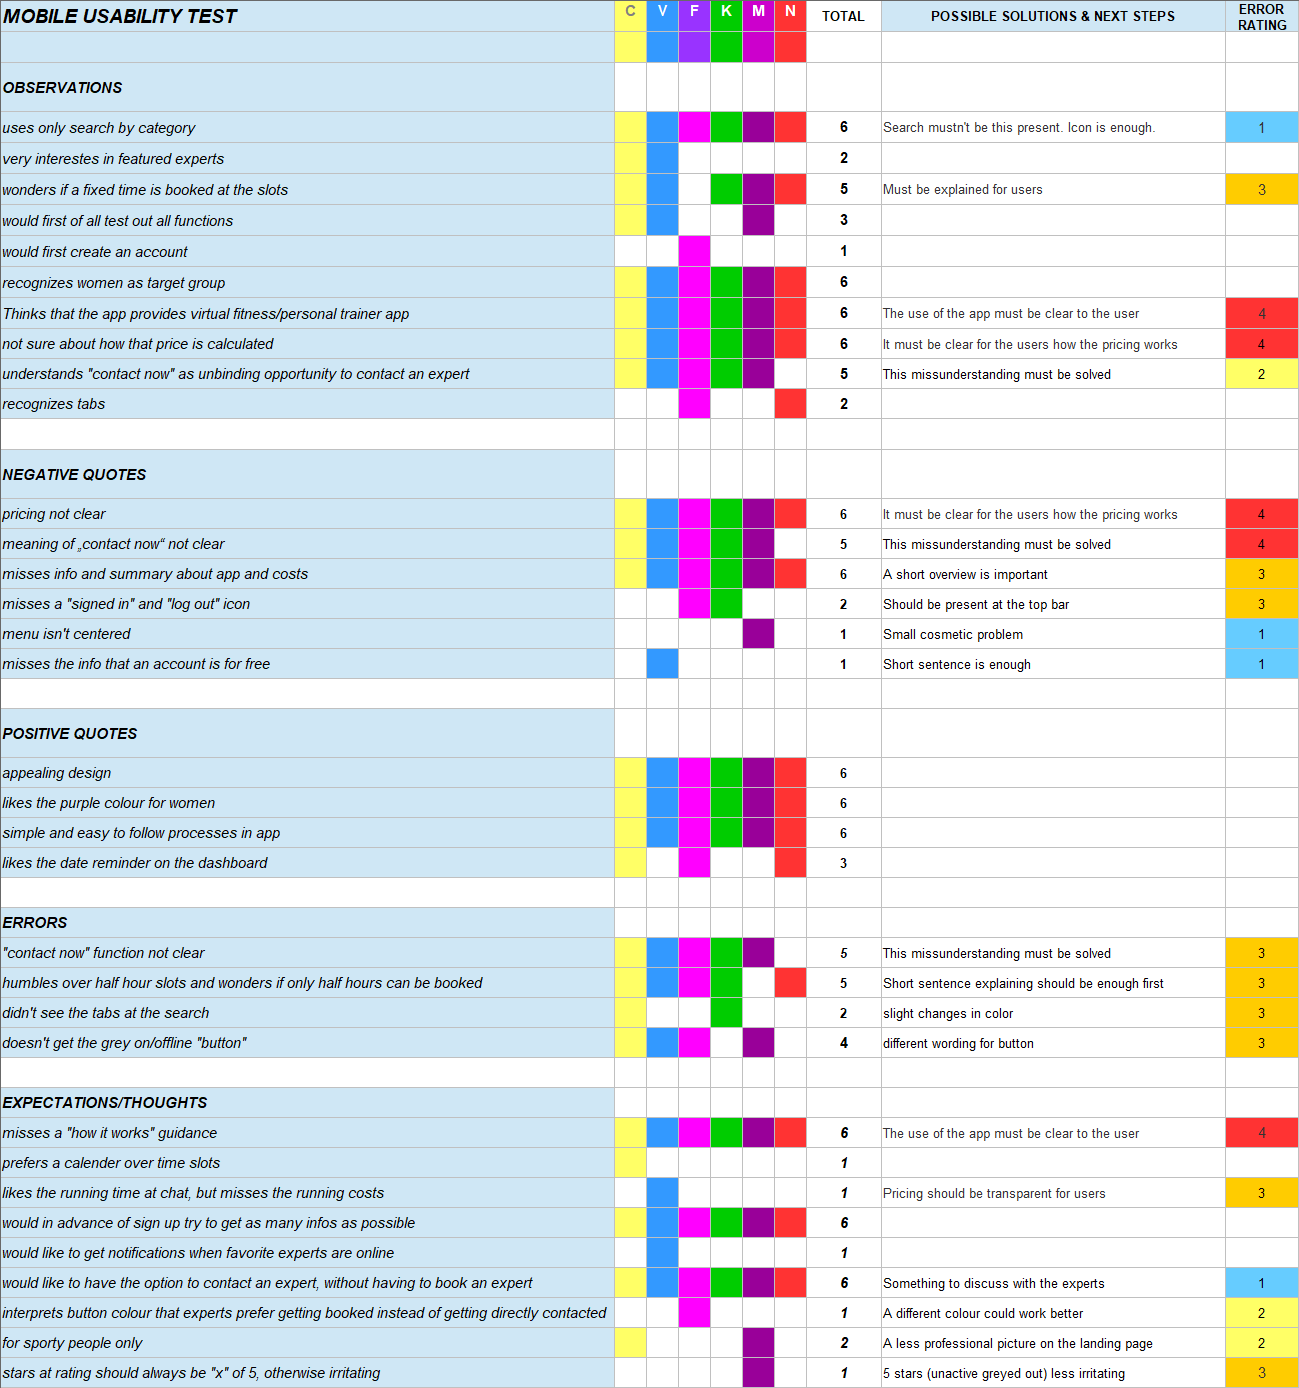 MOBILE USABILITY TEST C V F K M N TOTAL POSSIBLE SOLUTIONS & NEXT STEPS ERROR RATING
OBSERVATIONS
uses only search by category 6 Search mustn't be this present. Icon is enough. 1
very interestes in featured experts 2
wonders if a fixed time is booked at the slots 5 Must be explained for users 3
would first of all test out all functions 3
would first create an account 1
recognizes women as target group 6
Thinks that the app provides virtual fitness/personal trainer app 6 The use of the app must be clear to the user 4
not sure about how that price is calculated 6 It must be clear for the users how the pricing works 4
understands "contact now" as unbinding opportunity to contact an expert 5 This missunderstanding must be solved 2
recognizes tabs 2
NEGATIVE QUOTES
pricing not clear 6 It must be clear for the users how the pricing works 4
meaning of „contact now“ not clear 5 This missunderstanding must be solved 4
misses info and summary about app and costs 6 A short overview is important 3
misses a "signed in" and "log out" icon 2 Should be present at the top bar 3
menu isn't centered 1 Small cosmetic problem 1
misses the info that an account is for free 1 Short sentence is enough 1
POSITIVE QUOTES
appealing design 6
likes the purple colour for women 6
simple and easy to follow processes in app 6
likes the date reminder on the dashboard 3
ERRORS
"contact now" function not clear 5 This missunderstanding must be solved 3
humbles over half hour slots and wonders if only half hours can be booked 5 Short sentence explaining should be enough first 3
didn't see the tabs at the search 2 slight changes in color 3
doesn't get the grey on/offline "button" 4 different wording for button 3
EXPECTATIONS/THOUGHTS
misses a "how it works" guidance 6 The use of the app must be clear to the user 4
prefers a calender over time slots 1
likes the running time at chat, but misses the running costs 1 Pricing should be transparent for users 3
would in advance of sign up try to get as many infos as possible 6
would like to get notifications when favorite experts are online 1
would like to have the option to contact an expert, without having to book an expert 6 Something to discuss with the experts 1
interprets button colour that experts prefer getting booked instead of getting directly contacted 1 A different colour could work better 2
for sporty people only 2 A less professional picture on the landing page 2
stars at rating should always be "x" of 5, otherwise irritating 1 5 stars (unactive greyed out) less irritating 3